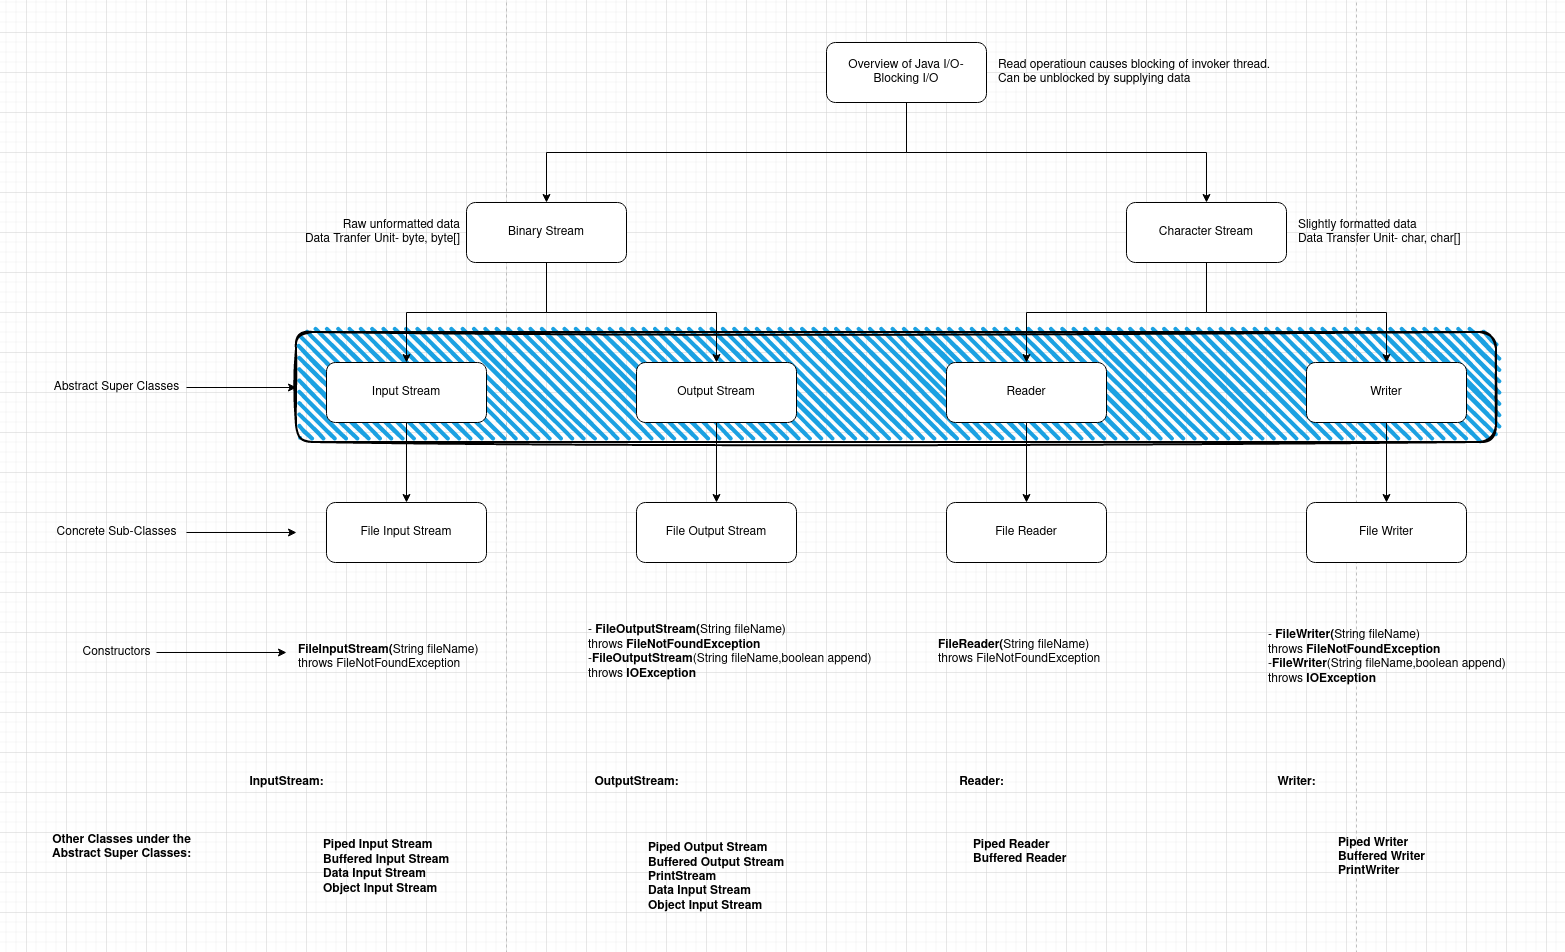 Overview of Java I/O-
Blocking I/O
Read operatioun causes blocking of invoker thread.
Can be unblocked by supplying data
Raw unformatted data
Data Tranfer Unit- byte, byte[]
Binary Stream
Character Stream
Slightly formatted data
Data Transfer Unit- char, char[]
Abstract Super Classes
Input Stream
Output Stream
Reader
Writer
Concrete Sub-Classes
File Input Stream
File Output Stream
File Reader
File Writer
Constructors
FileInputStream(String fileName)
throws FileNotFoundException
- FileOutputStream(String fileName)
throws FileNotFoundException
-FileOutputStream(String fileName,boolean append)
throws IOException
FileReader(String fileName)
throws FileNotFoundException
- FileWriter(String fileName)
throws FileNotFoundException
-FileWriter(String fileName,boolean append)
throws IOException
InputStream:
OutputStream:
Reader:
Writer:
Other Classes under the
Abstract Super Classes:
Piped Input Stream
Buffered Input Stream
Data Input Stream
Object Input Stream
Piped Output Stream
Buffered Output Stream
PrintStream
Data Input Stream
Object Input Stream
Piped Reader
Buffered Reader
Piped Writer
Buffered Writer
PrintWriter